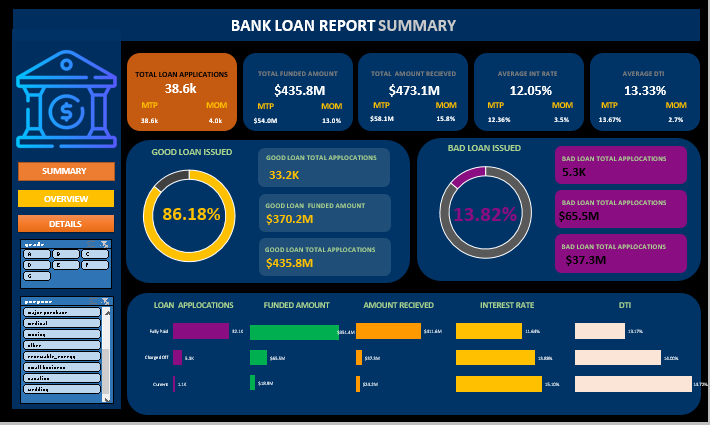 BANK LOAN REPORT SUMMARY
TOTAL LOAN APPLICATIONS
38.6k
MTP MOM
38.6k 4.0k
TOTAL FUNDED AMOUNT
$435.8M
MTP MOM
$54.0M 13.0%
TOTAL AMOUNT RECIEVED
$473.1M
MTP MOM
$58.1M 15.8%
AVERAGE INT RATE
12.05%
MTP MOM
12.36% 3.5%
AVERAGE DTI
13.33%
MTP MOM
13.67% 2.7%
SUMMARY
OVERVIEW
DETAILS
grade
A B C
D E F
G
purpose
major purchase
medical
moving
other
renewable_energy
small business
vacation
wedding
GOOD LOAN ISSUED
86.18%
GOOD LOAN TOTAL APPLOCATIONS
33.2K
GOOD LOAN FUNDED AMOUNT
$370.2M
GOOD LOAN TOTAL APPLOCATIONS
$435.8M
BAD LOAN ISSUED
13.82%
BAD LOAN TOTAL APPLOCATIONS
5.3K
BAD LOAN TOTAL APPLOCATIONS
$65.5M
BAD LOAN TOTAL APPLOCATIONS
$37.3M
LOAN APPLOCATIONS FUNDED AMOUNT AMOUNT RECIEVED INTEREST RATE DTI
Fully Paid 32.1K $351.4M $411.6M 11.64% 13.17%
Charged Off 5.3K $65.5M $37.3M 13.88% 14.00%
Current 1.1K $18.9M $24.2M 15.10% 14.72%